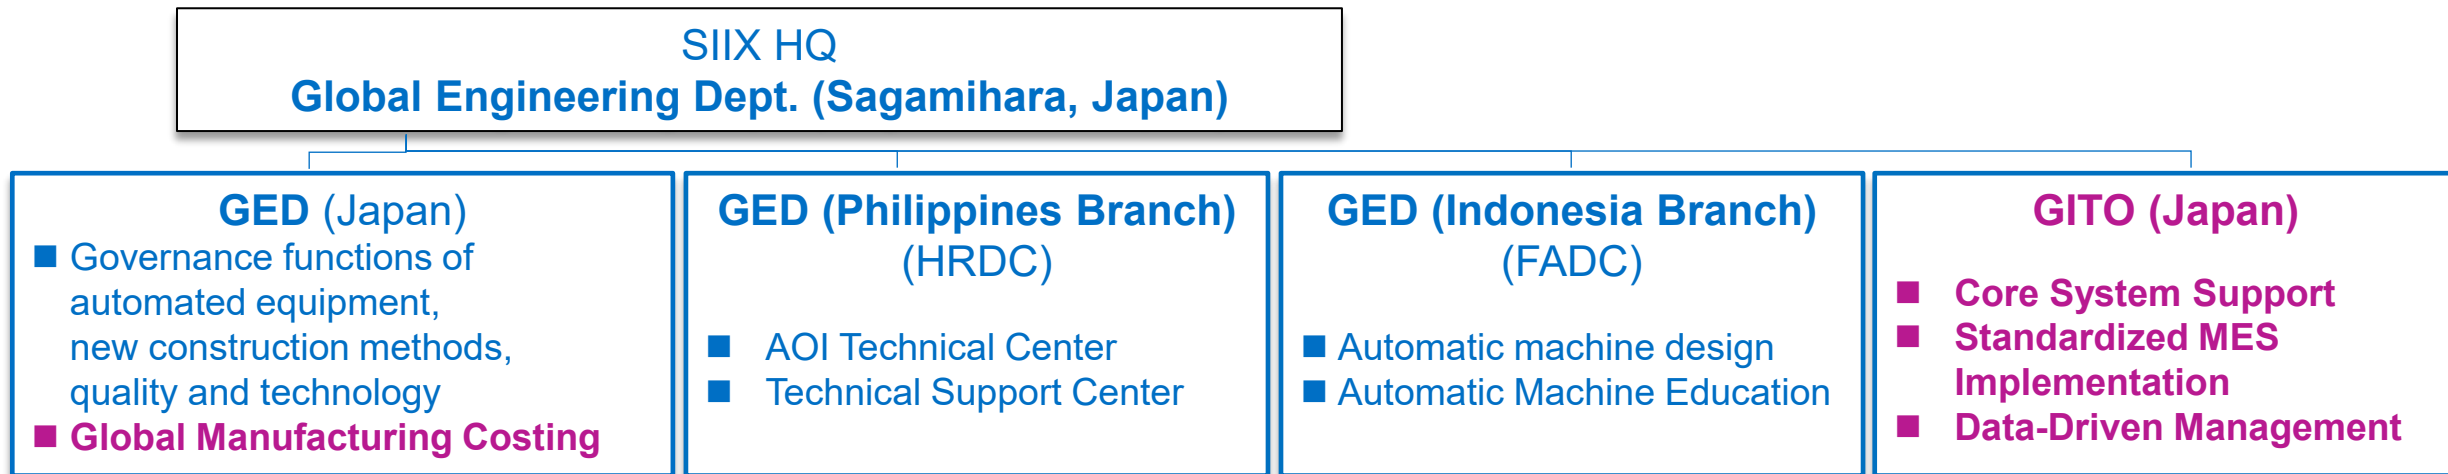 SIIX HQ
Global Engineering Dept. (Sagamihara, Japan)
GED (Japan)
■ Governance functions of
automated equipment,
new construction methods,
quality and technology
■ Global Manufacturing Costing
GED (Philippines Branch)
(HRDC)
■ AOI Technical Center
■ Technical Support Center
GED (Indonesia Branch)
(FADC)
■ Automatic machine design
■ Automatic Machine Education
GITO (Japan)
■ Core System Support
■ Standardized MES
Implementation
■ Data-Driven Management